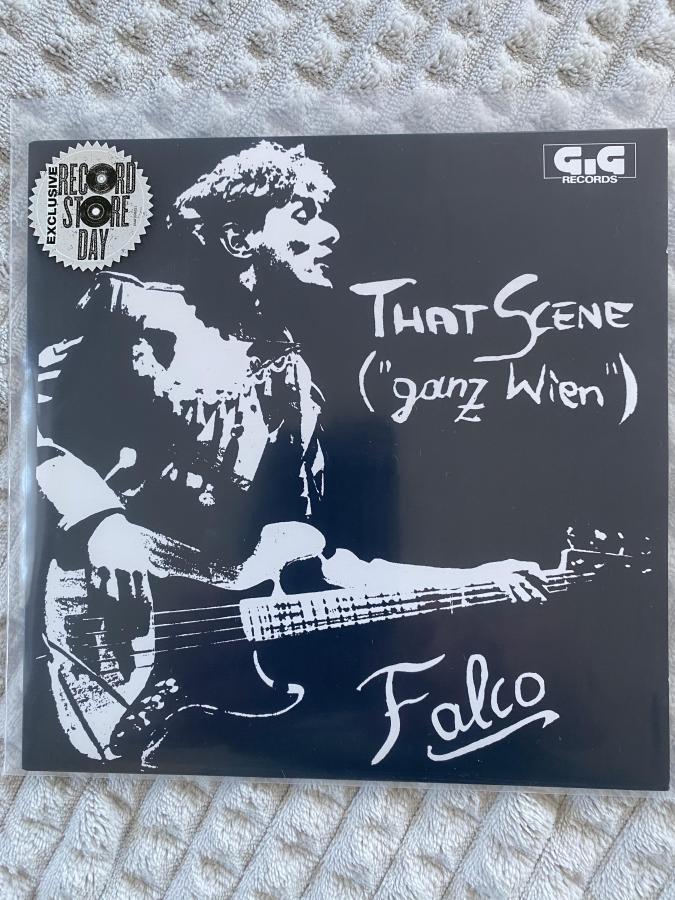 EXCLUSIVE
RECORD
STORE
DAY
GIG
RECORDS
THAT SCENE
("ganz Wien")
Falco